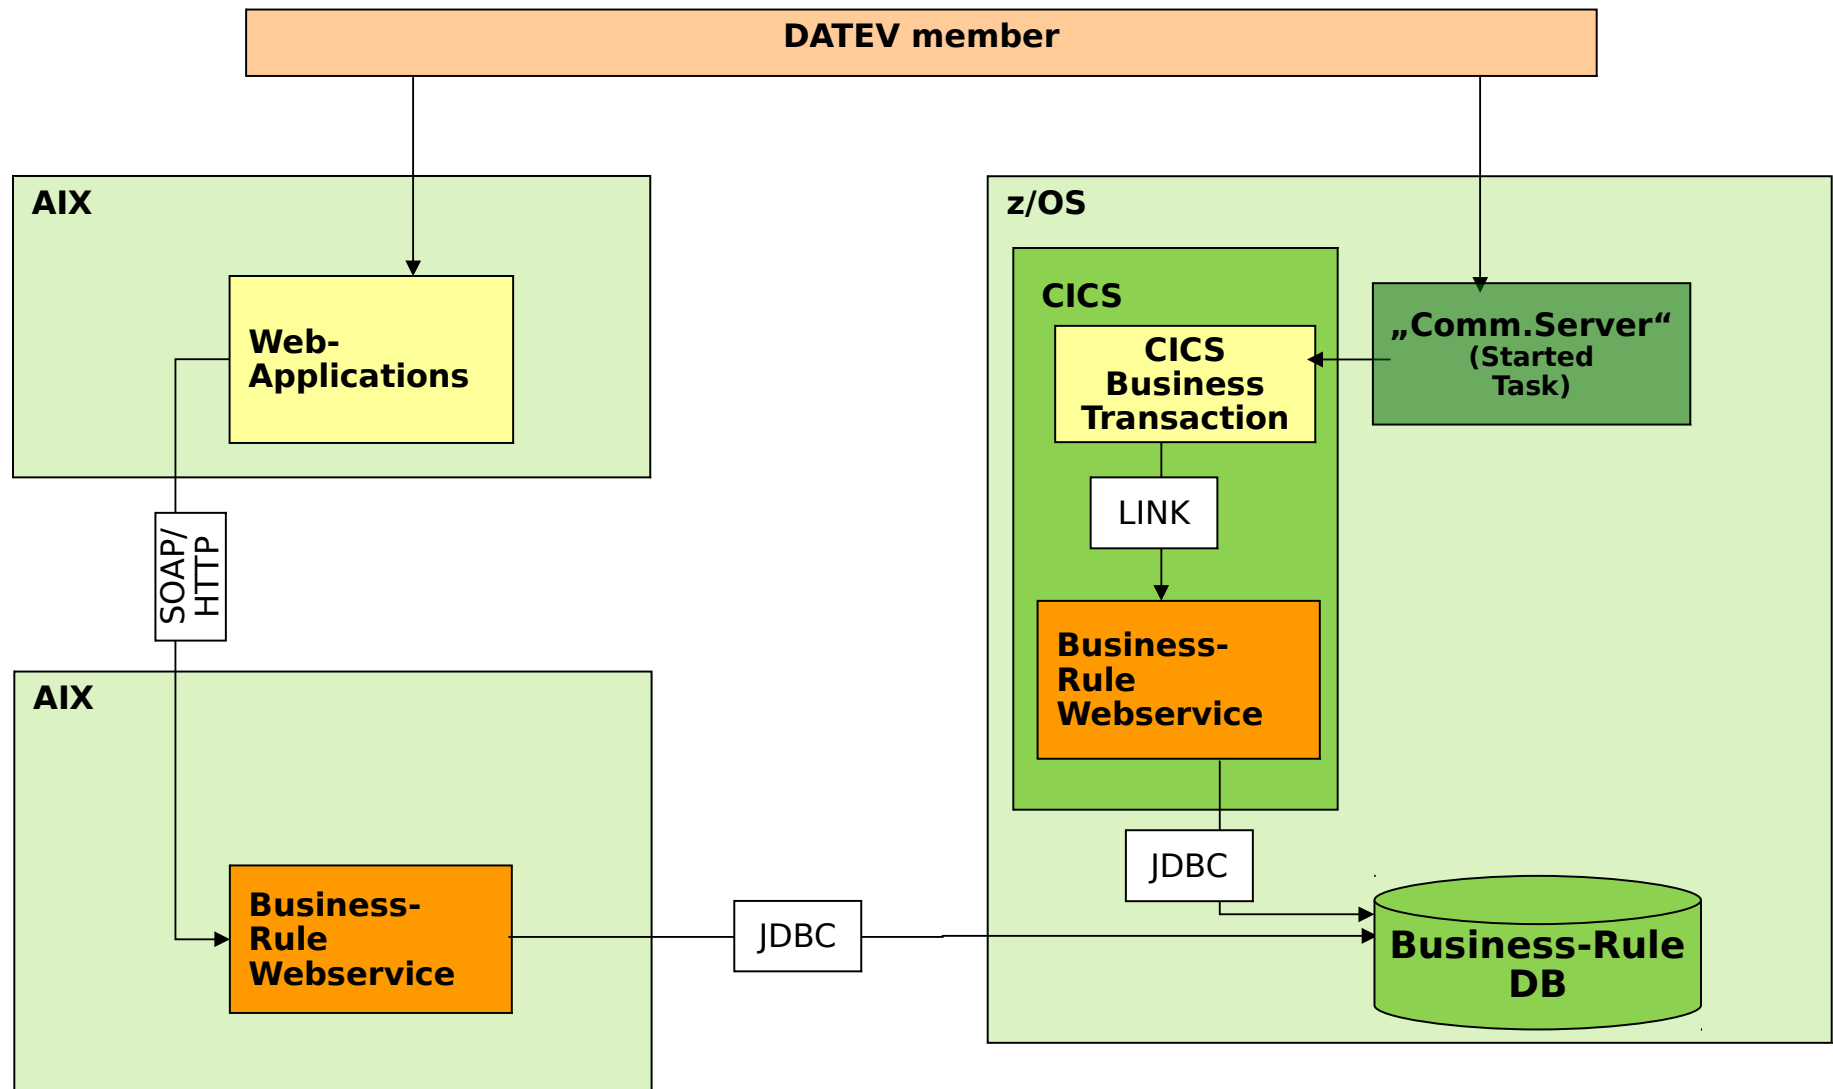 DATEV member
AIX
Web-
Applications
SOAP/
HTTP
AIX
Business-
Rule
Webservice
JDBC
z/OS
CICS
CICS
Business
Transaction
„Comm.Server“
(Started
Task)
LINK
Business-
Rule
Webservice
JDBC
Business-Rule
DB